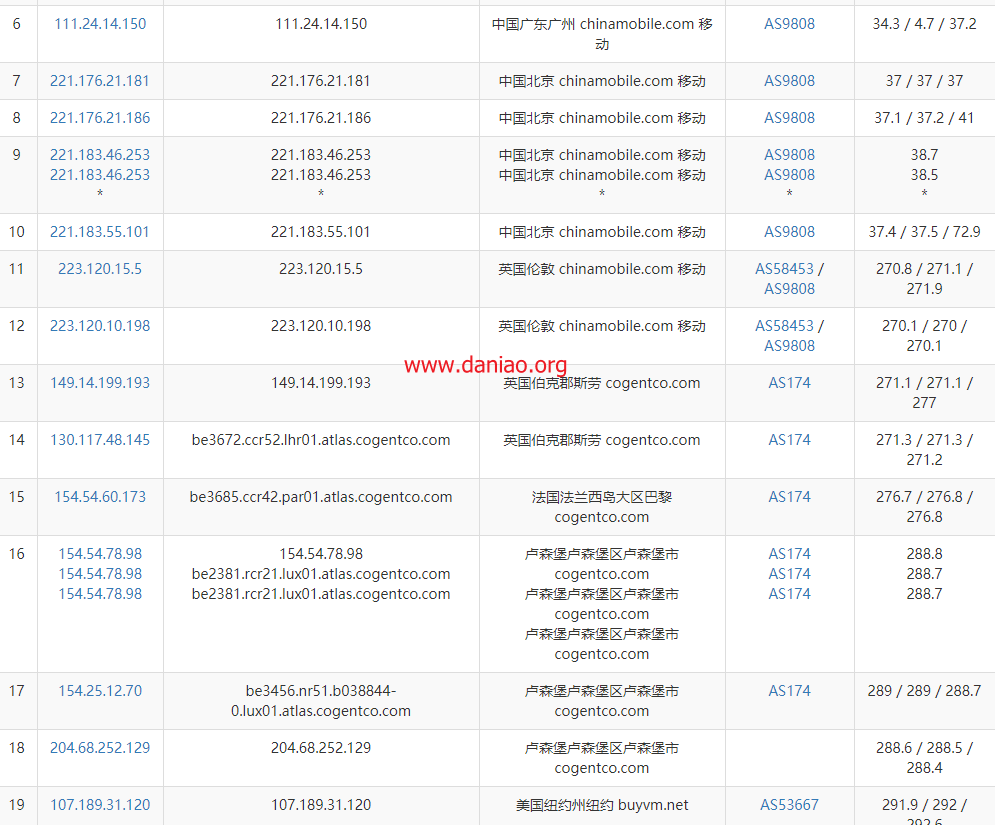 6 111.24.14.150 111.24.14.150 中国广东广州 chinamobile.com 移 AS9808 34.3 / 4.7 / 37.2
动
7 221.176.21.181 221.176.21.181 中国北京 chinamobile.com 移动 AS9808 37 / 37 / 37
8 221.176.21.186 221.176.21.186 中国北京 chinamobile.com 移动 AS9808 37.1 / 37.2 / 41
9 221.183.46.253 221.183.46.253 中国北京 chinamobile.com 移动 AS9808 38.7
221.183.46.253 221.183.46.253 中国北京 chinamobile.com 移动 AS9808 38.5
* * * * *
10 221.183.55.101 221.183.55.101 中国北京 chinamobile.com 移动 AS9808 37.4 / 37.5 / 72.9
11 223.120.15.5 223.120.15.5 英国伦敦 chinamobile.com 移动 AS58453 / 270.8 / 271.1 /
AS9808 271.9
12 223.120.10.198 223.120.10.198 英国伦敦 chinamobile.com 移动 AS58453 / 270.1 / 270 /
AS9808 270.1
www.daniao.org
13 149.14.199.193 149.14.199.193 英国伯克郡斯劳 cogentco.com AS174 271.1 / 271.1 /
277
14 130.117.48.145 be3672.ccr52.lhr01.atlas.cogentco.com 英国伯克郡斯劳 cogentco.com AS174 271.3 / 271.3 /
271.2
15 154.54.60.173 be3685.ccr42.par01.atlas.cogentco.com 法国法兰西岛大区巴黎 AS174 276.7 / 276.8 /
cogentco.com 276.8
16 154.54.78.98 154.54.78.98 卢森堡卢森堡区卢森堡市 AS174 288.8
154.54.78.98 be2381.rcr21.lux01.atlas.cogentco.com cogentco.com AS174 288.7
154.54.78.98 be2381.rcr21.lux01.atlas.cogentco.com 卢森堡卢森堡区卢森堡市 AS174 288.7
cogentco.com
卢森堡卢森堡区卢森堡市
cogentco.com
17 154.25.12.70 be3456.nr51.b038844- 卢森堡卢森堡区卢森堡市 AS174 289 / 289 / 288.7
0.lux01.atlas.cogentco.com cogentco.com
18 204.68.252.129 204.68.252.129 卢森堡卢森堡区卢森堡市 288.6 / 288.5 /
cogentco.com 288.4
19 107.189.31.120 107.189.31.120 美国纽约州纽约 buyvm.net AS53667 291.9 / 292 /
292.6